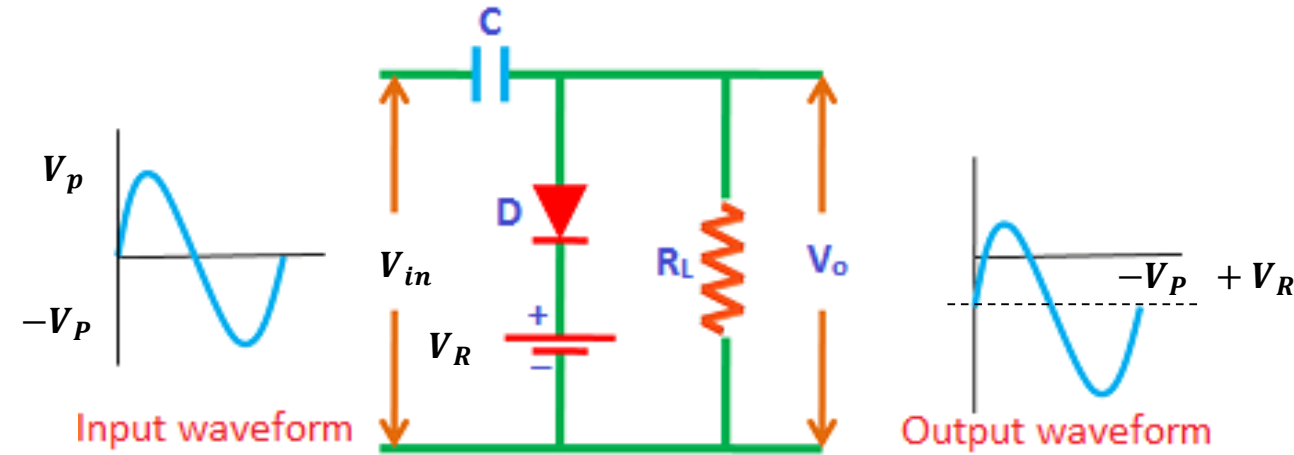 C
V_p
-V_P
D
V_in
R_L
V_o
-V_P + V_R
+
V_R
−
Input waveform
Output waveform